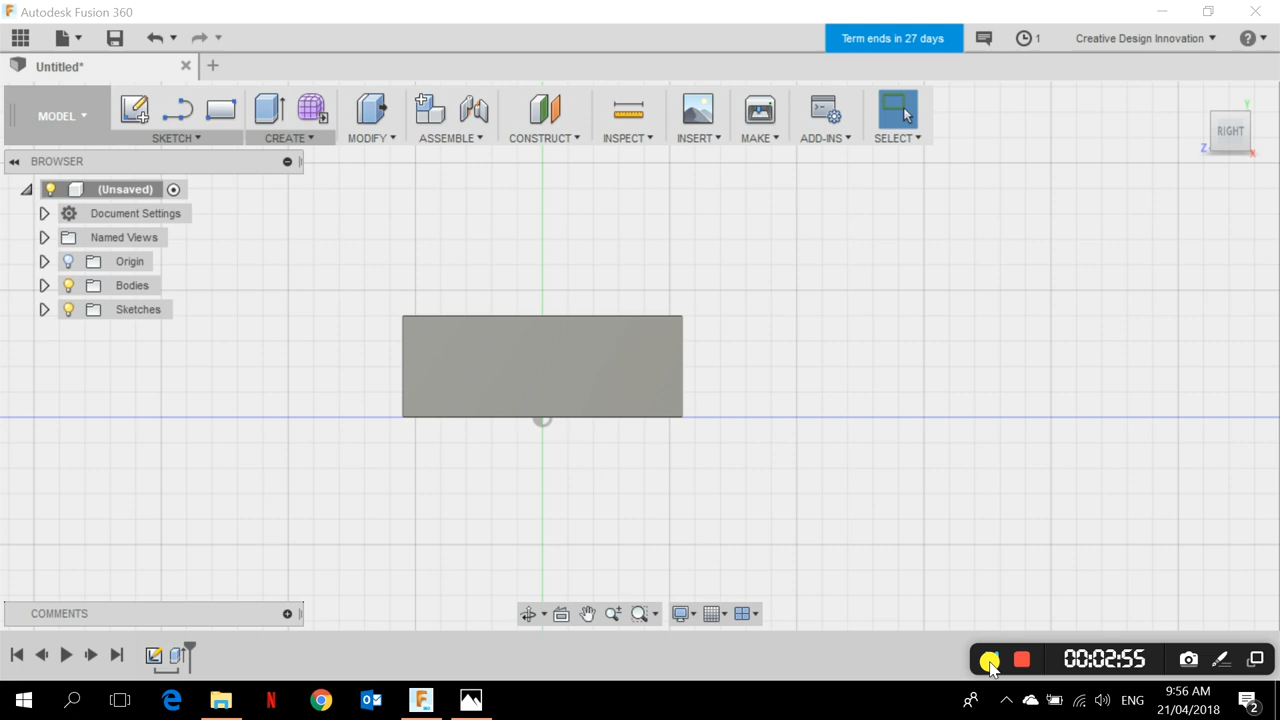 Autodesk Fusion 360
Term ends in 27 days
1
Creative Design Innovation
Untitled*
MODEL
SKETCH
CREATE
MODIFY
ASSEMBLE
CONSTRUCT
INSPECT
INSERT
MAKE
ADD-INS
SELECT
Y
RIGHT
Z
X
BROWSER
(Unsaved)
Document Settings
Named Views
Origin
Bodies
Sketches
COMMENTS
00:02:55
ENG
9:56 AM
21/04/2018
2